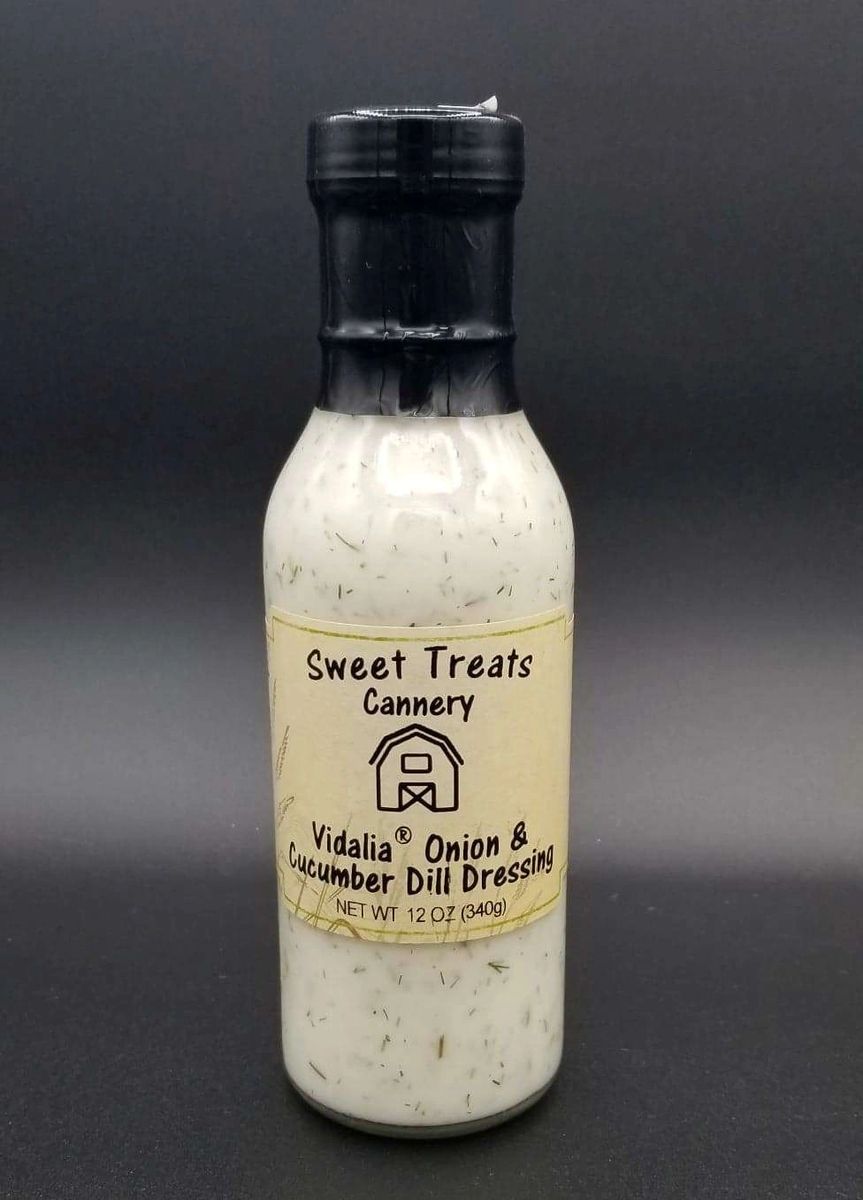 Sweet Treats
Cannery
Vidalia® Onion &
Cucumber Dill Dressing
NET WT 12 OZ (340g)